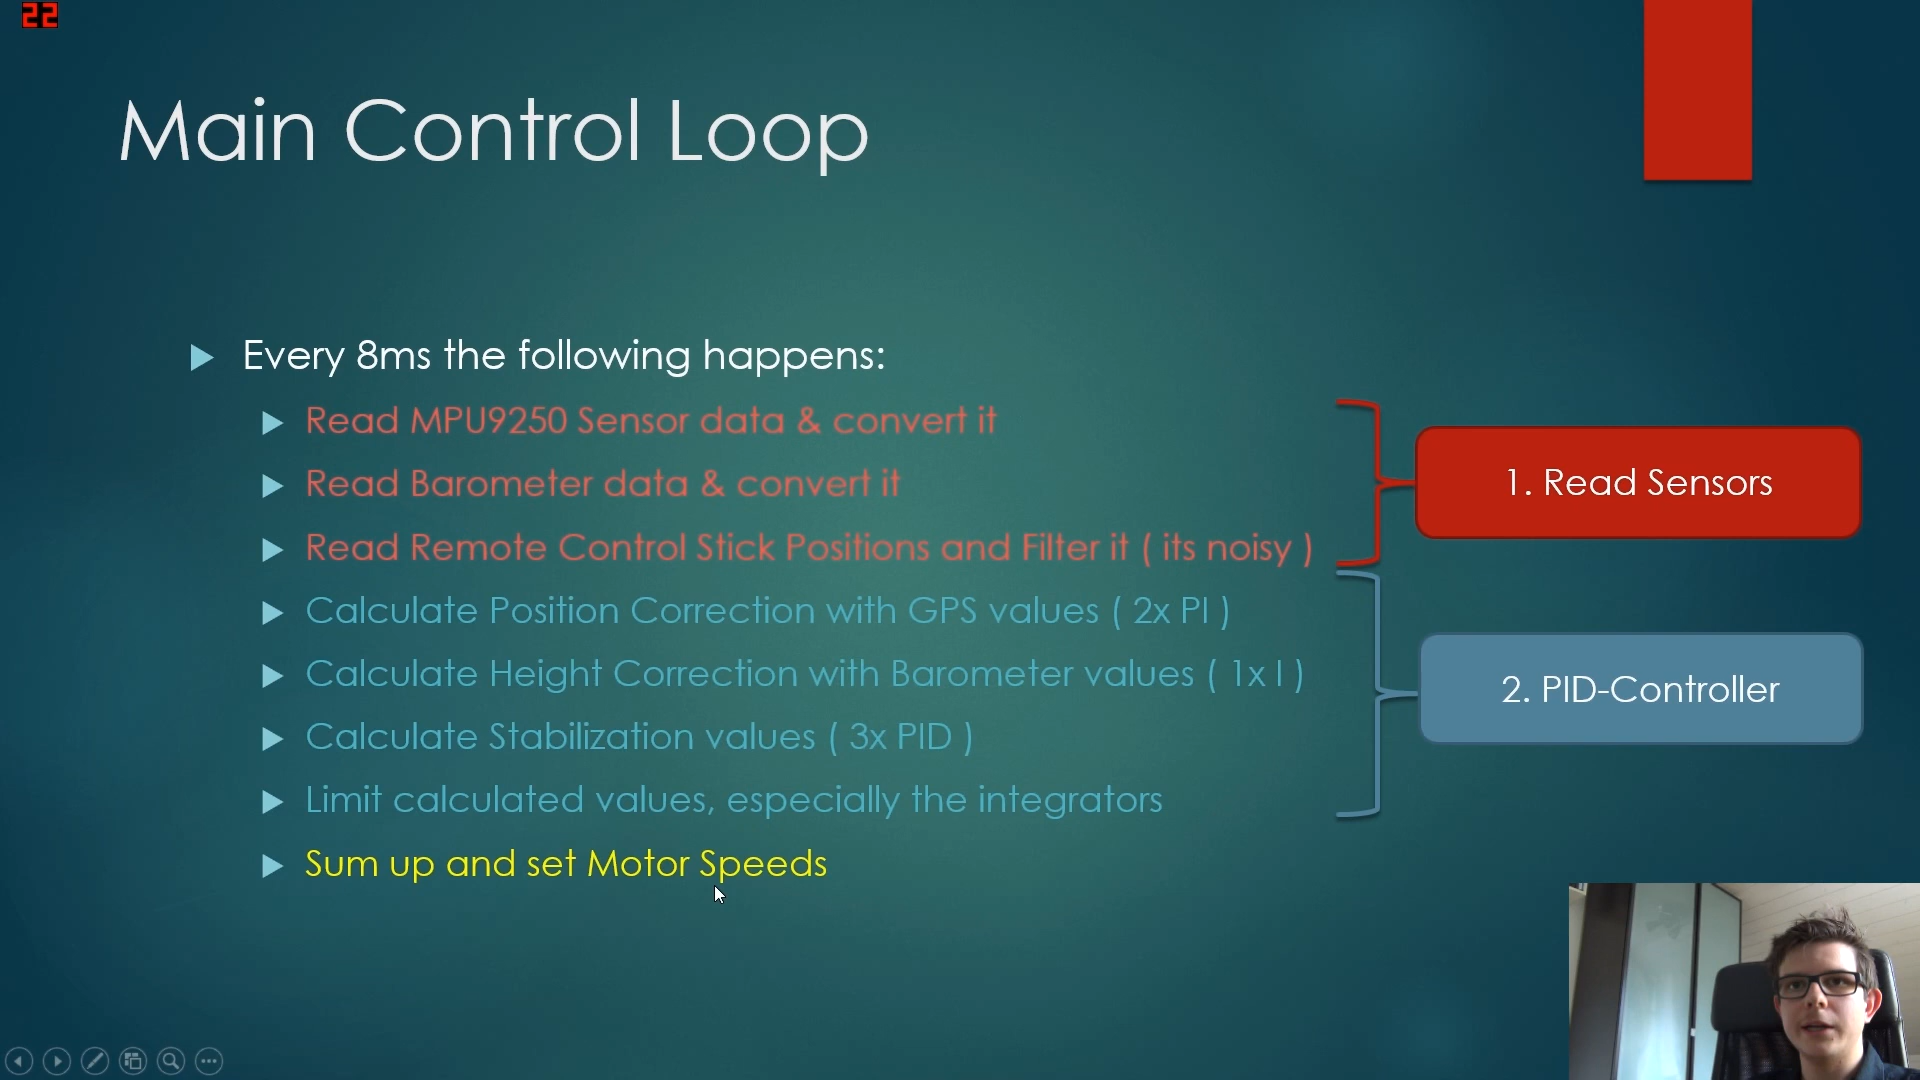 22
Main Control Loop
Every 8ms the following happens:
Read MPU9250 Sensor data & convert it
Read Barometer data & convert it
Read Remote Control Stick Positions and Filter it ( its noisy )
Calculate Position Correction with GPS values ( 2x PI )
Calculate Height Correction with Barometer values ( 1x I )
Calculate Stabilization values ( 3x PID )
Limit calculated values, especially the integrators
Sum up and set Motor Speeds
1. Read Sensors
2. PID-Controller